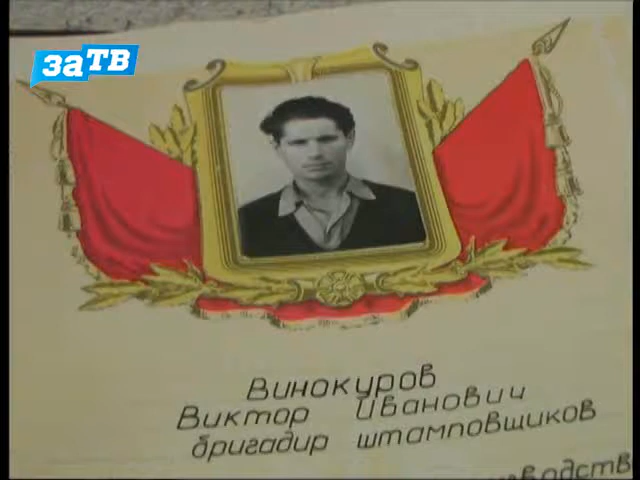 заТВ
Винокуров
Виктор Иванович
бригадир штамповщиков